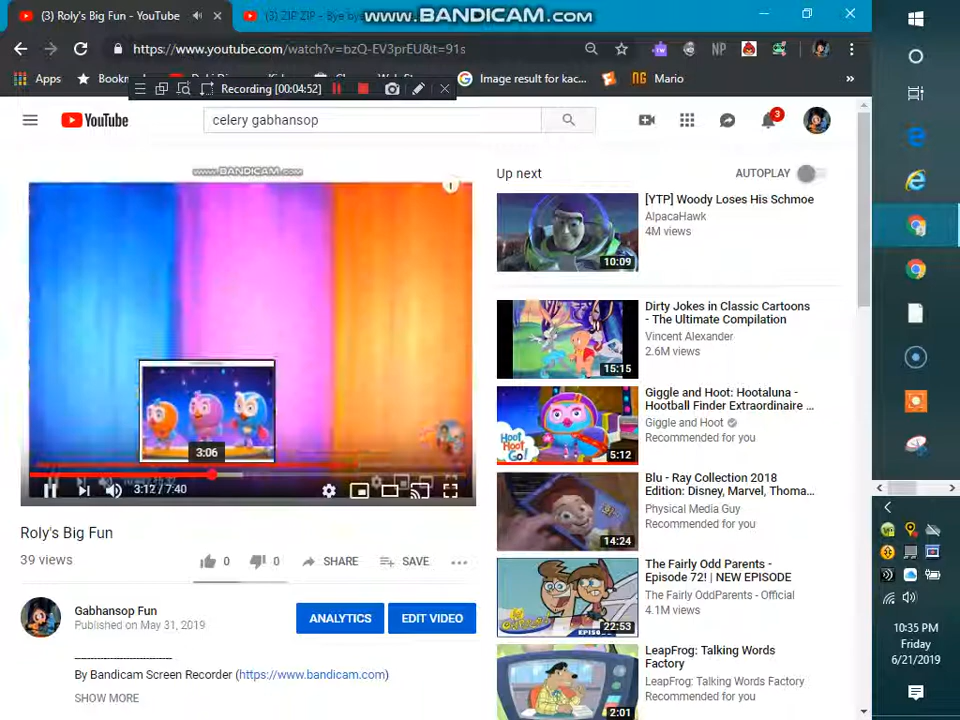 (3) Roly's Big Fun - YouTube
(3) ZIP ZIP - Bye bye
www.BANDICAM.com
https://www.youtube.com/watch?v=bzQ-EV3prEU&t=91s
Apps
Bookm
Image result for kac...
NG Mario
»
Recording [00:04:52]
YouTube
celery gabhansop
3
www.BANDICAM.com
3:06
3:12 / 7:40
Roly's Big Fun
39 views
0
0
SHARE
SAVE
Gabhansop Fun
Published on May 31, 2019
ANALYTICS
EDIT VIDEO
By Bandicam Screen Recorder (https://www.bandicam.com)
SHOW MORE
Up next
AUTOPLAY
10:09
[YTP] Woody Loses His Schmoe
AlpacaHawk
4M views
15:15
Dirty Jokes in Classic Cartoons
- The Ultimate Compilation
Vincent Alexander
2.6M views
HOOT HOOT GO!
5:12
Giggle and Hoot: Hootaluna -
Hootball Finder Extraordinaire ...
Giggle and Hoot
Recommended for you
14:24
Blu - Ray Collection 2018
Edition: Disney, Marvel, Thoma...
Physical Media Guy
Recommended for you
EPISODE
22:53
The Fairly Odd Parents -
Episode 72! | NEW EPISODE
The Fairly OddParents - Official
4.1M views
2:01
LeapFrog: Talking Words
Factory
LeapFrog: Talking Words Factory
Recommended for you
10:35 PM
Friday
6/21/2019